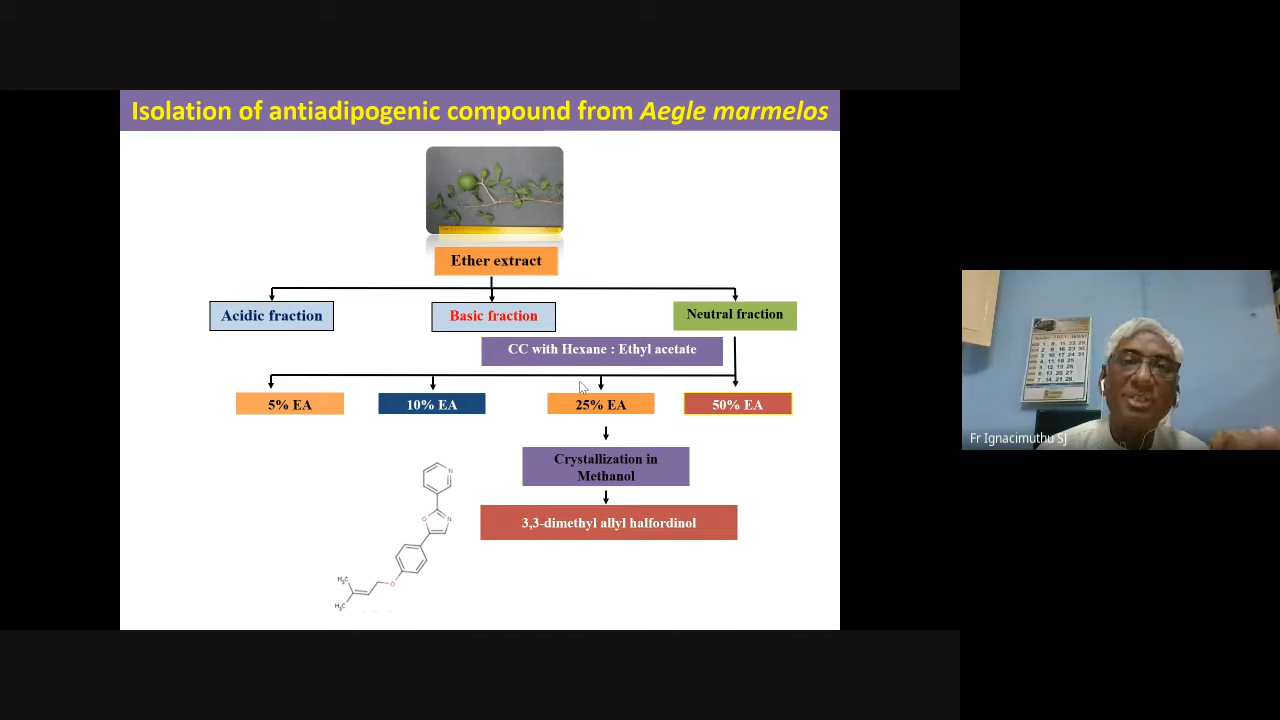 Isolation of antiadipogenic compound from Aegle marmelos
Ether extract
Acidic fraction
Basic fraction
Neutral fraction
CC with Hexane : Ethyl acetate
5% EA
10% EA
25% EA
50% EA
Crystallization in
Methanol
3,3-dimethyl allyl halfordinol
N
O
N
O
H₃C
H₃C
Fr Ignacimuthu SJ